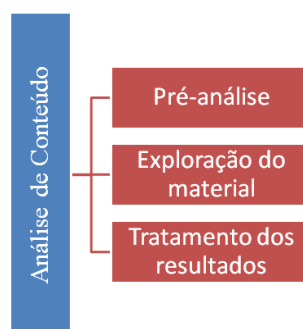 Análise de Conteúdo
Pré-análise
Exploração do
material
Tratamento dos
resultados